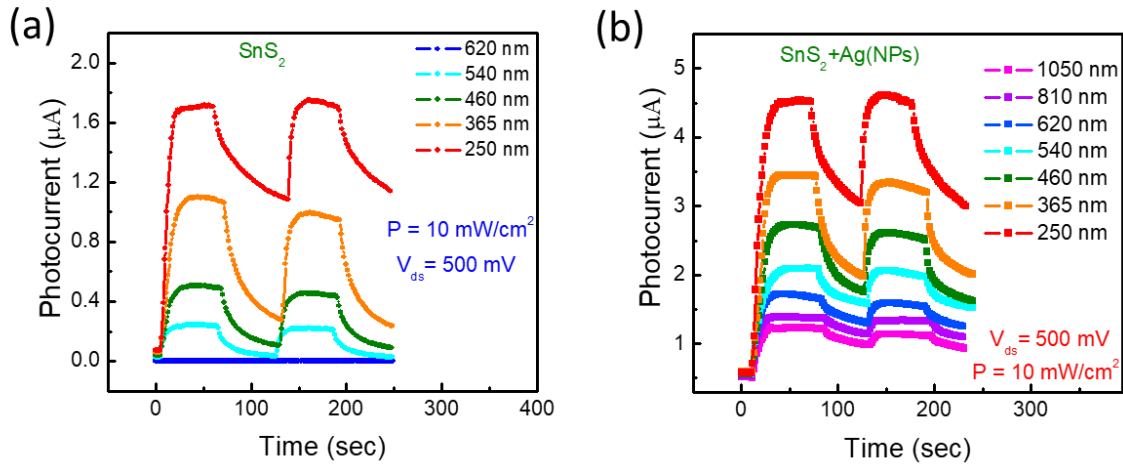 (a)
SnS₂
620 nm
540 nm
460 nm
365 nm
250 nm
P = 10 mW/cm²
V_ds = 500 mV
Photocurrent (μA)
2.0
1.6
1.2
0.8
0.4
0.0
0 100 200 300 400
Time (sec)
(b)
SnS₂+Ag(NPs)
1050 nm
810 nm
620 nm
540 nm
460 nm
365 nm
250 nm
V_ds = 500 mV
P = 10 mW/cm²
Photocurrent (μA)
5
4
3
2
1
0 100 200 300
Time (sec)